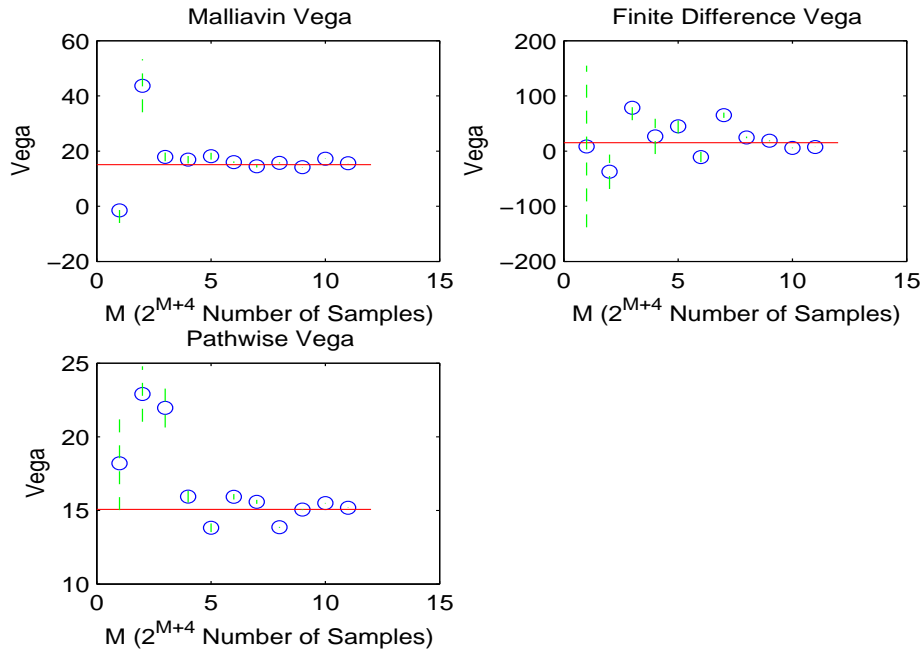 Malliavin Vega
60
40
20
0
−20
0 5 10 15
Vega
M (2^{M+4} Number of Samples)
Finite Difference Vega
200
100
0
−100
−200
0 5 10 15
Vega
M (2^{M+4} Number of Samples)
Pathwise Vega
25
20
15
10
0 5 10 15
Vega
M (2^{M+4} Number of Samples)